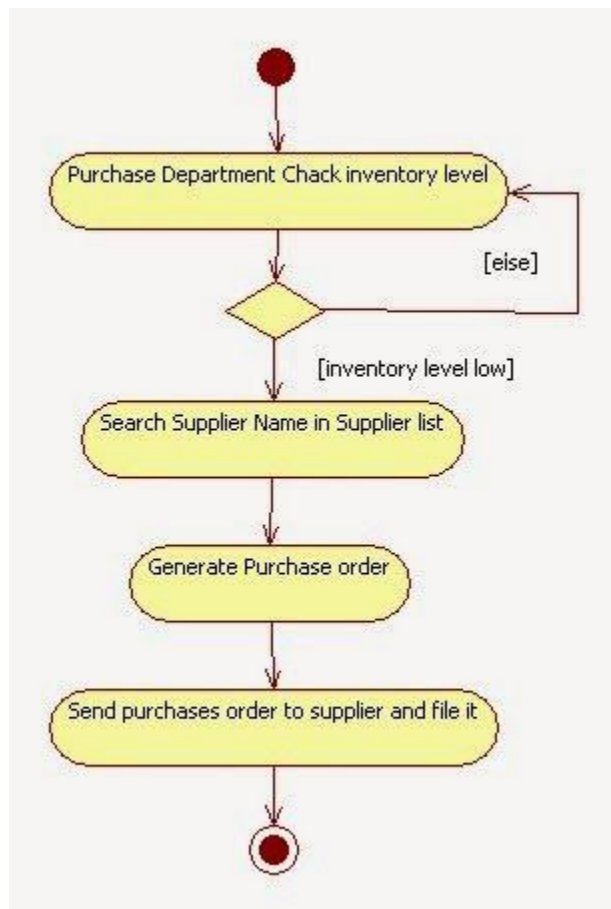 Purchase Department Chack inventory level
[eise]
[inventory level low]
Search Supplier Name in Supplier list
Generate Purchase order
Send purchases order to supplier and file it